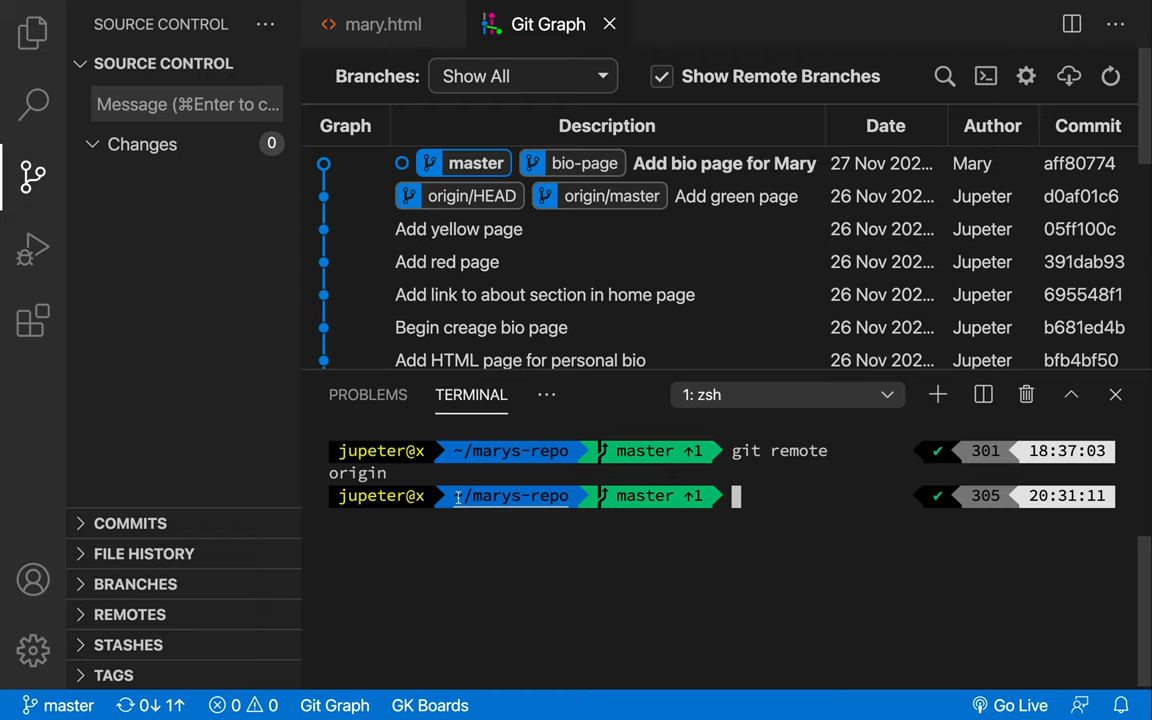 SOURCE CONTROL ···
<> mary.html Git Graph
SOURCE CONTROL
Message (⌘Enter to c...
Changes 0
Branches: Show All Show Remote Branches
Graph Description Date Author Commit
master bio-page Add bio page for Mary 27 Nov 202... Mary aff80774
origin/HEAD origin/master Add green page 26 Nov 202... Jupeter d0af01c6
Add yellow page 26 Nov 202... Jupeter 05ff100c
Add red page 26 Nov 202... Jupeter 391dab93
Add link to about section in home page 26 Nov 202... Jupeter 695548f1
Begin creage bio page 26 Nov 202... Jupeter b681ed4b
Add HTML page for personal bio 26 Nov 202... Jupeter bfb4bf50
PROBLEMS TERMINAL ··· 1: zsh
jupeter@x ~/marys-repo master ↑1 git remote ✔ 301 18:37:03
origin
jupeter@x ~/marys-repo master ↑1 ✔ 305 20:31:11
COMMITS
FILE HISTORY
BRANCHES
REMOTES
STASHES
TAGS
master 0↓ 1↑ 0 0 Git Graph GK Boards Go Live